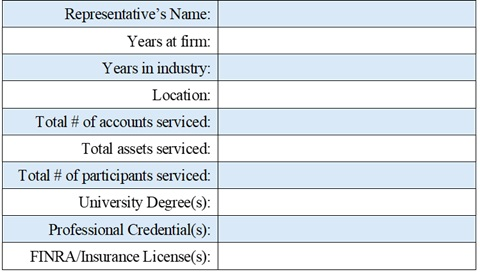 Representative’s Name:
Years at firm:
Years in industry:
Location:
Total # of accounts serviced:
Total assets serviced:
Total # of participants serviced:
University Degree(s):
Professional Credential(s):
FINRA/Insurance License(s):